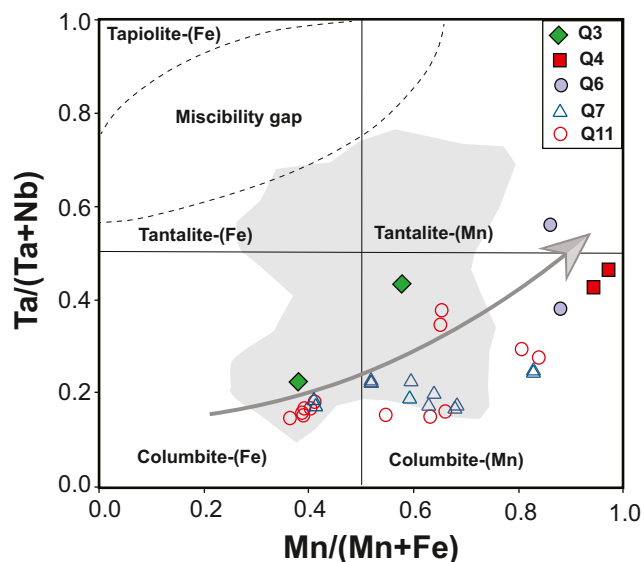 1.0
Tapiolite-(Fe)
Q3
Q4
0.8
Q6
Miscibility gap
Q7
Q11
0.6
Tantalite-(Fe)
Tantalite-(Mn)
Ta/(Ta+Nb)
0.4
0.2
Columbite-(Fe)
Columbite-(Mn)
0.0
0.0
0.2
0.4
0.6
0.8
1.0
Mn/(Mn+Fe)